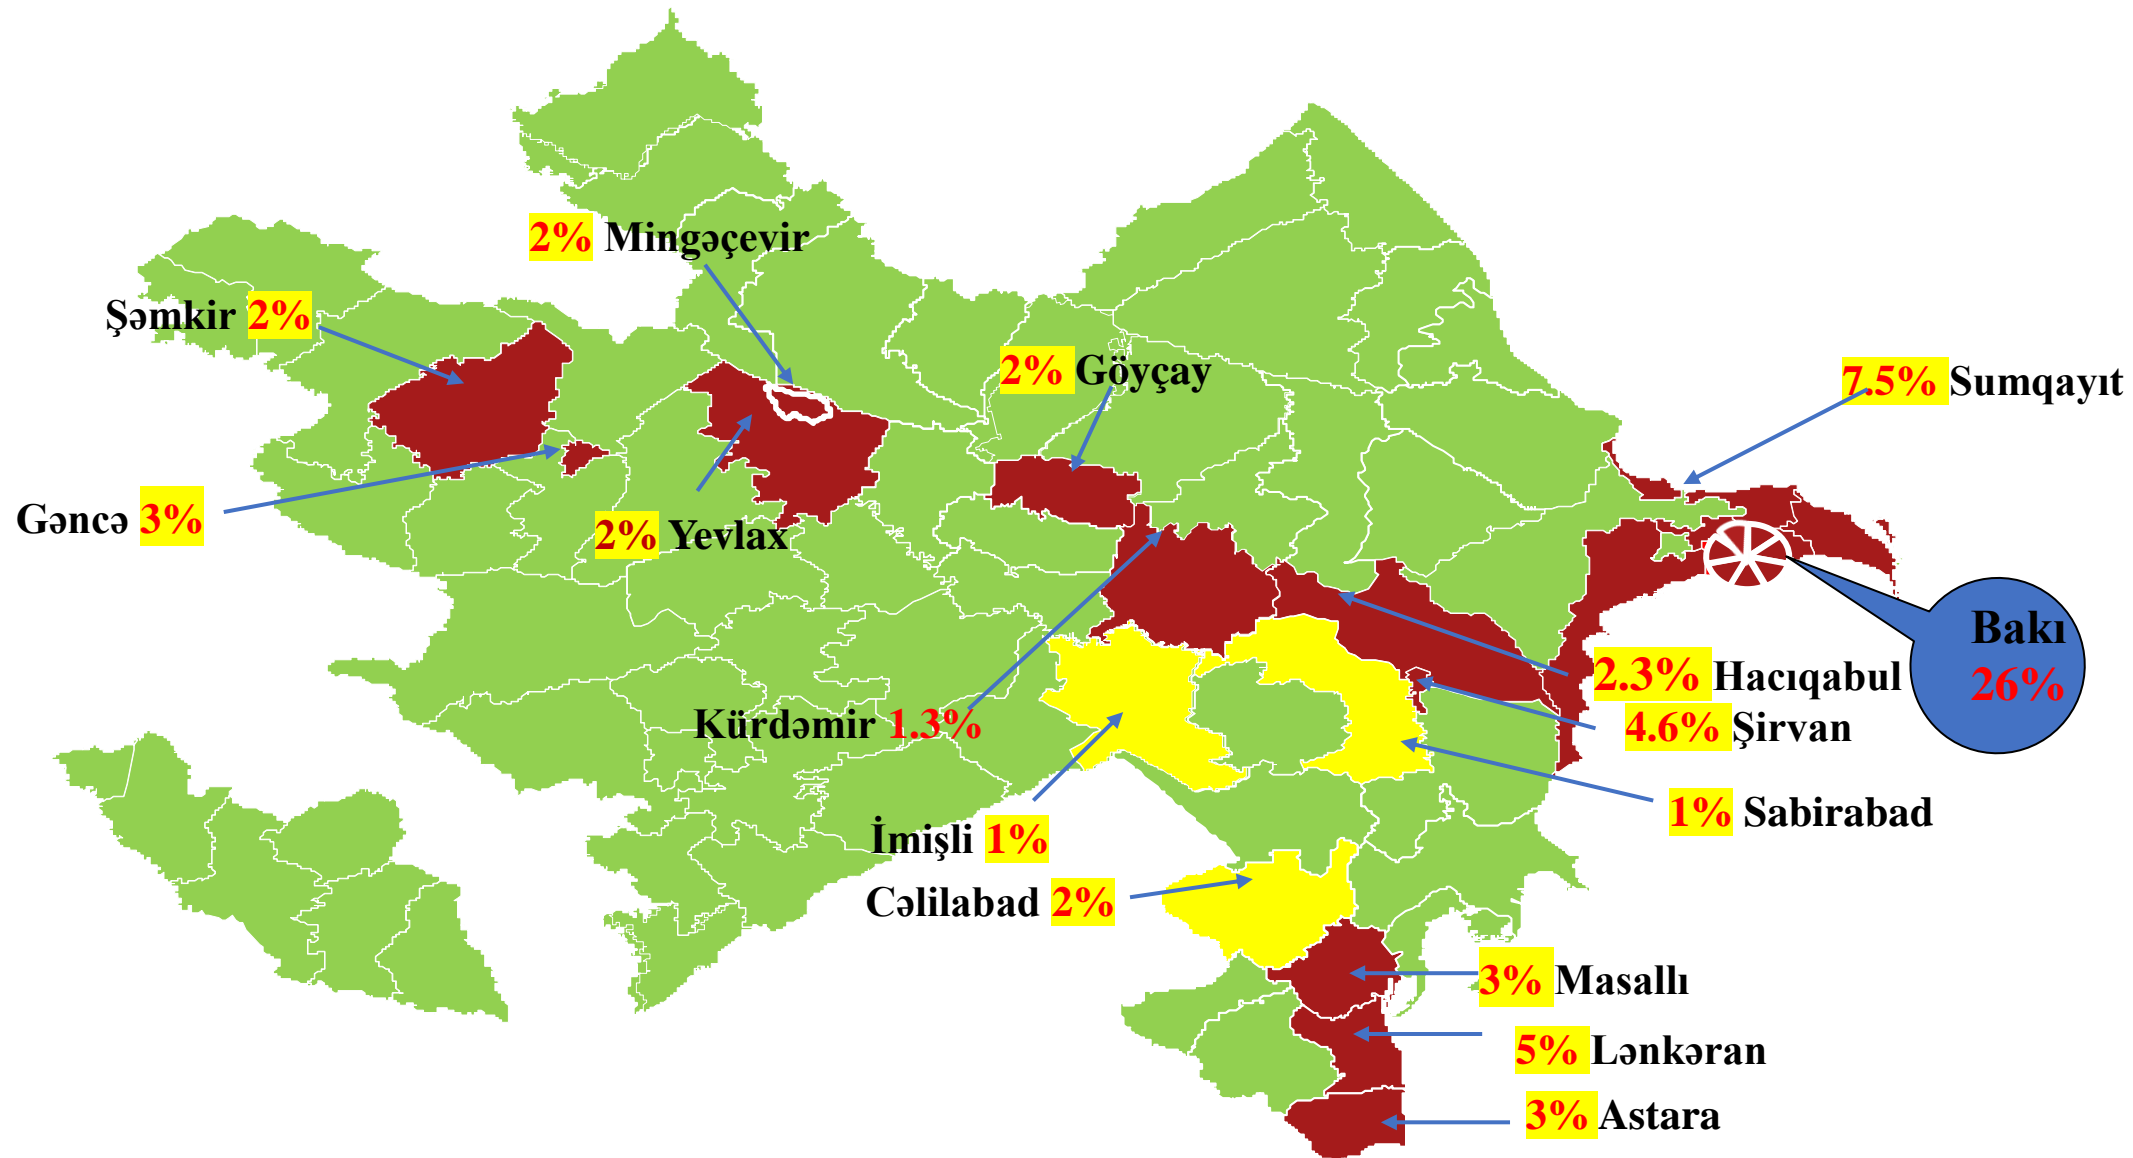 2% Mingəçevir
Şəmkir 2%
2% Göyçay
7.5% Sumqayıt
Gəncə 3%
2% Yevlax
Bakı
26%
2.3% Hacıqabul
Kürdəmir 1.3%
4.6% Şirvan
1% Sabirabad
İmişli 1%
Cəlilabad 2%
3% Masallı
5% Lənkəran
3% Astara